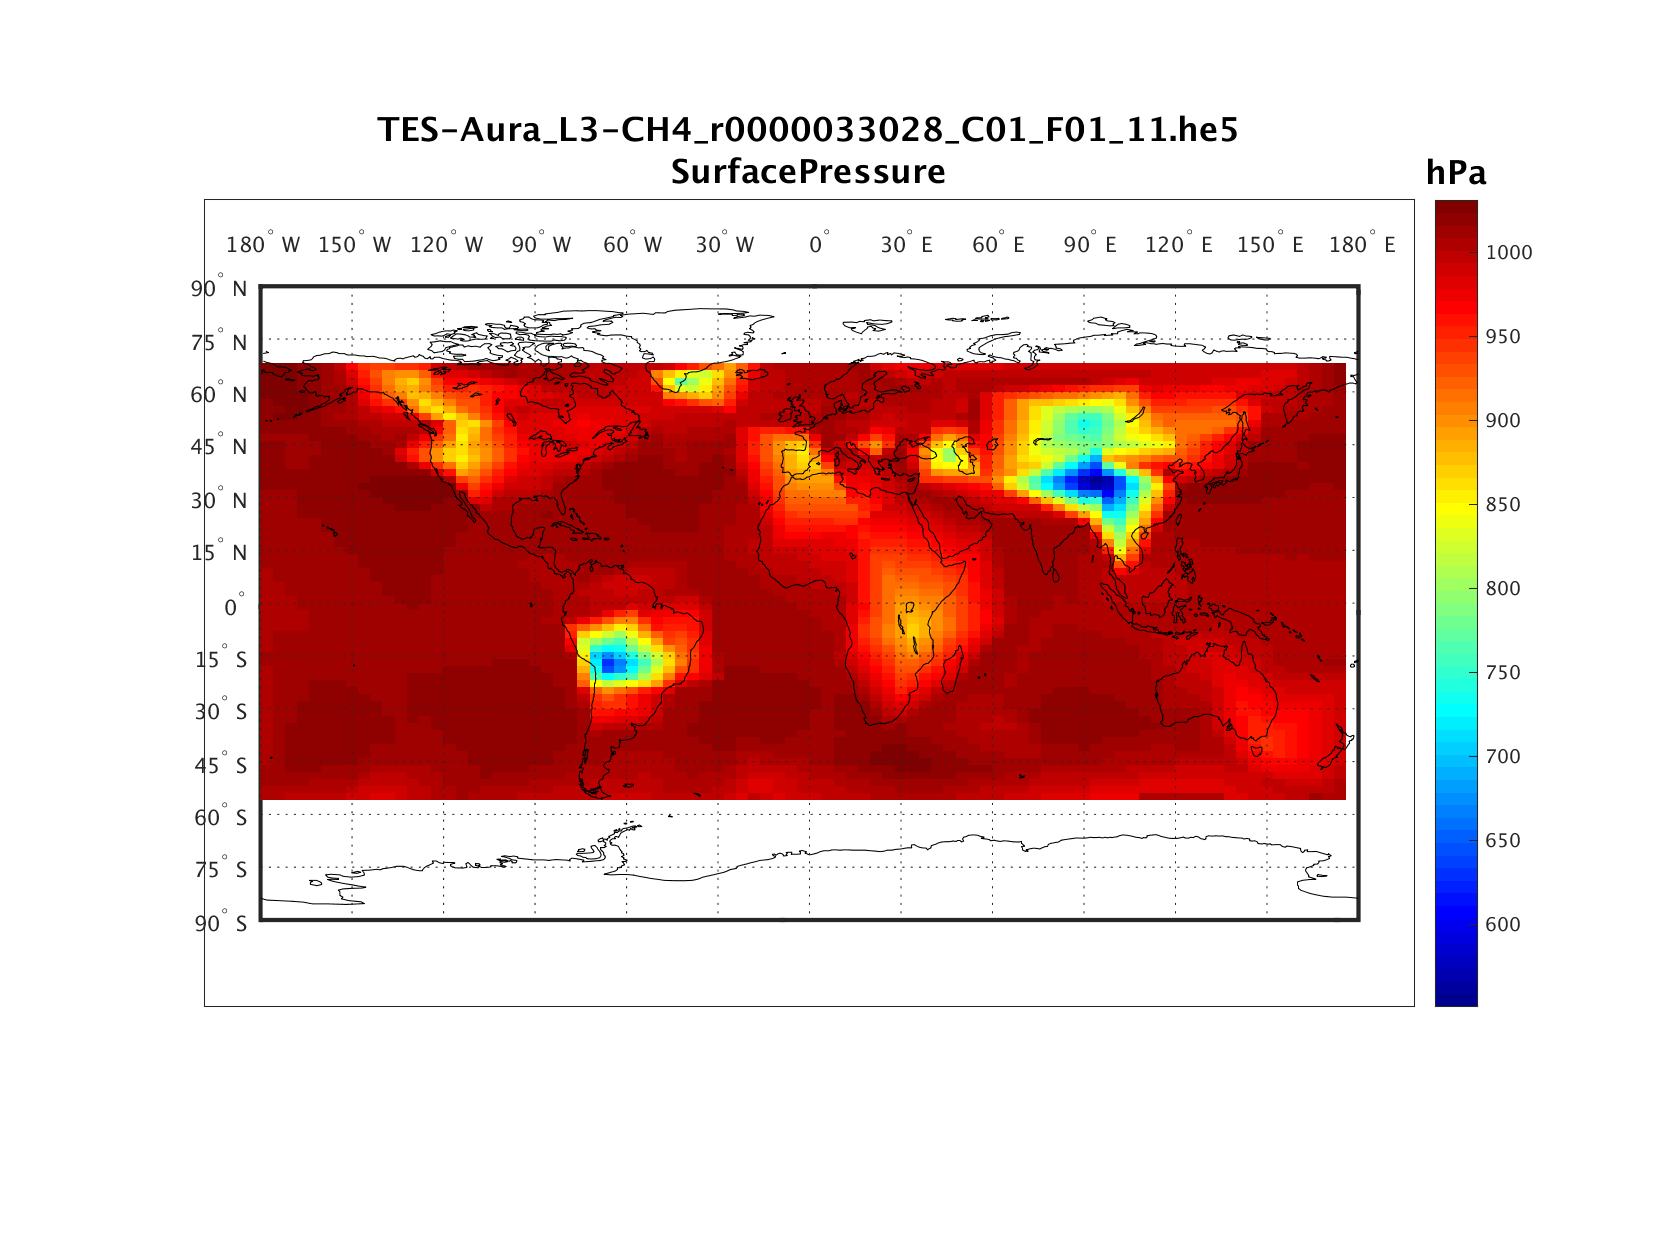 TES-Aura_L3-CH4_r0000033028_C01_F01_11.he5
SurfacePressure
hPa
180° W 150° W 120° W 90° W 60° W 30° W 0° 30° E 60° E 90° E 120° E 150° E 180° E
90° N
75° N
60° N
45° N
30° N
15° N
0°
15° S
30° S
45° S
60° S
75° S
90° S
1000
950
900
850
800
750
700
650
600